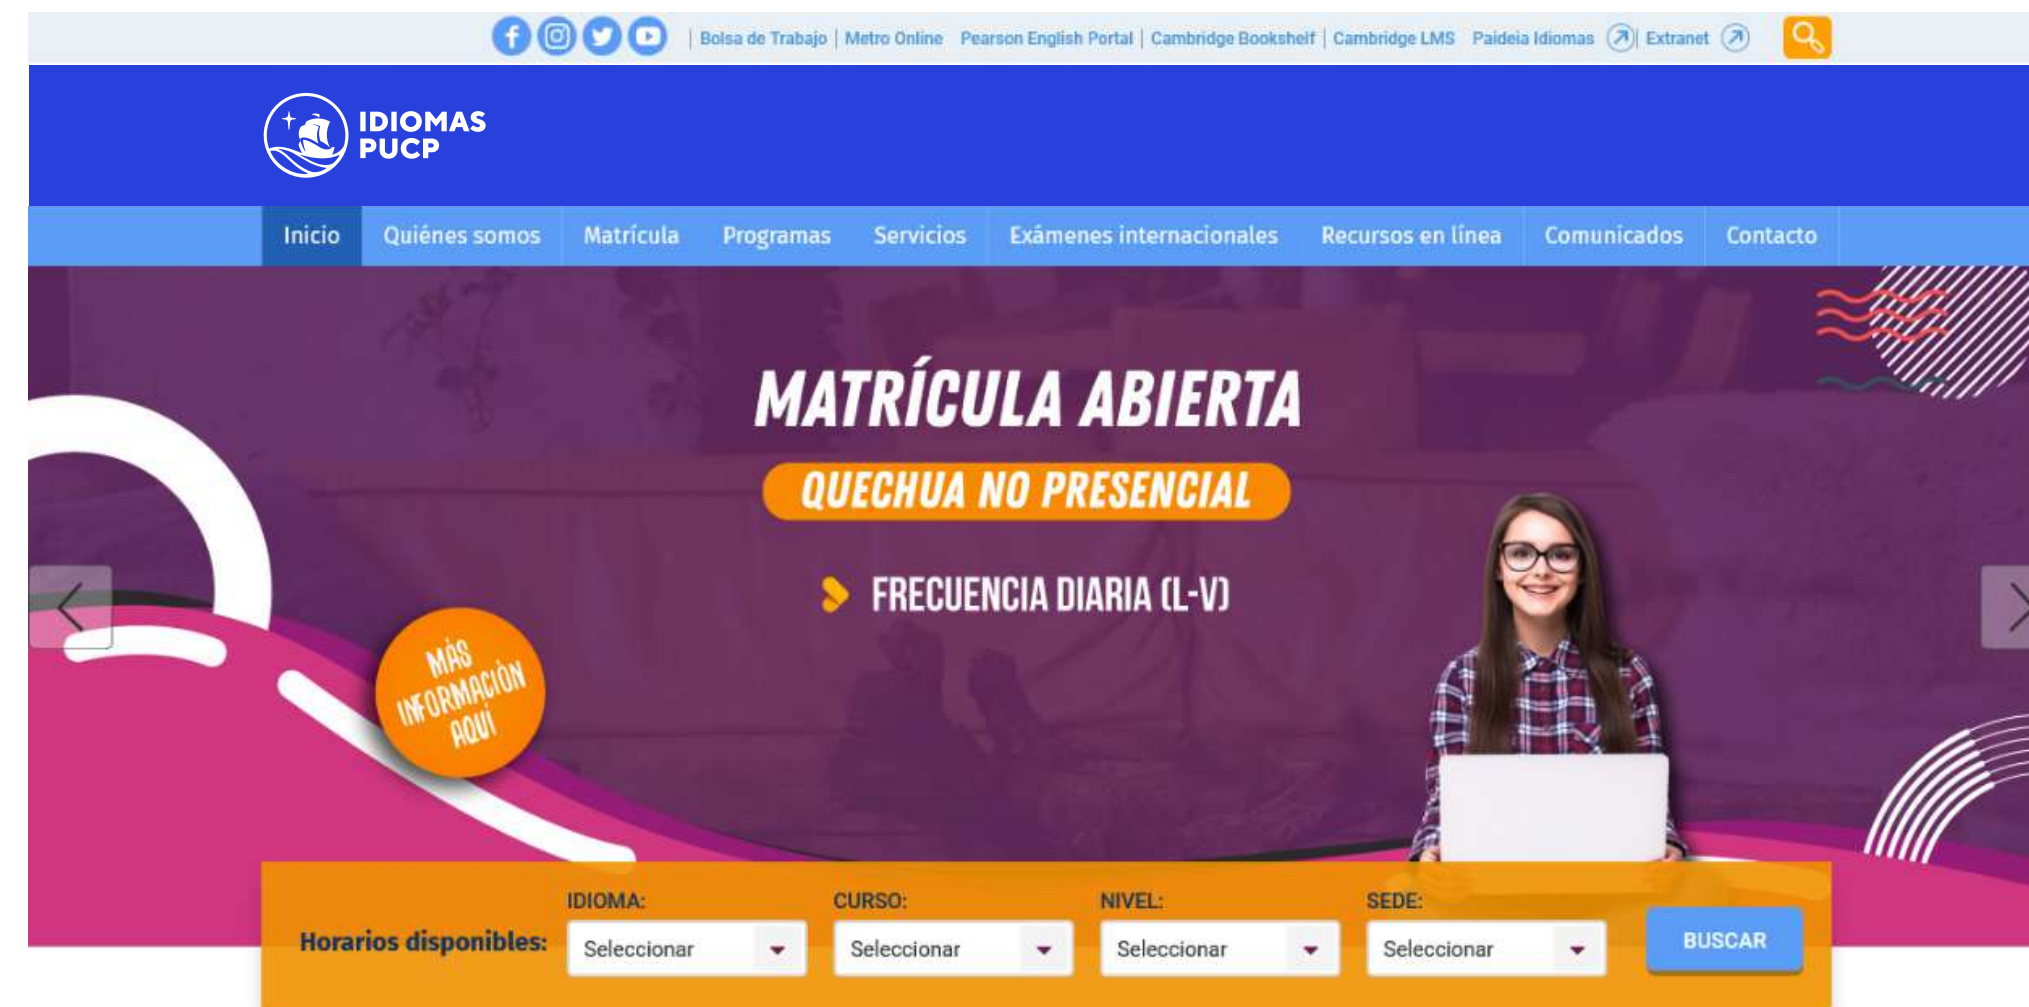 | Bolsa de Trabajo | Metro Online Pearson English Portal | Cambridge Bookshelf | Cambridge LMS Paideia Idiomas | Extranet
IDIOMAS
PUCP
Inicio Quiénes somos Matrícula Programas Servicios Exámenes internacionales Recursos en línea Comunicados Contacto
MATRÍCULA ABIERTA
QUECHUA NO PRESENCIAL
FRECUENCIA DIARIA (L-V)
MÁS
INFORMACIÓN
AQUÍ
IDIOMA: CURSO: NIVEL: SEDE:
Horarios disponibles: Seleccionar Seleccionar Seleccionar Seleccionar BUSCAR